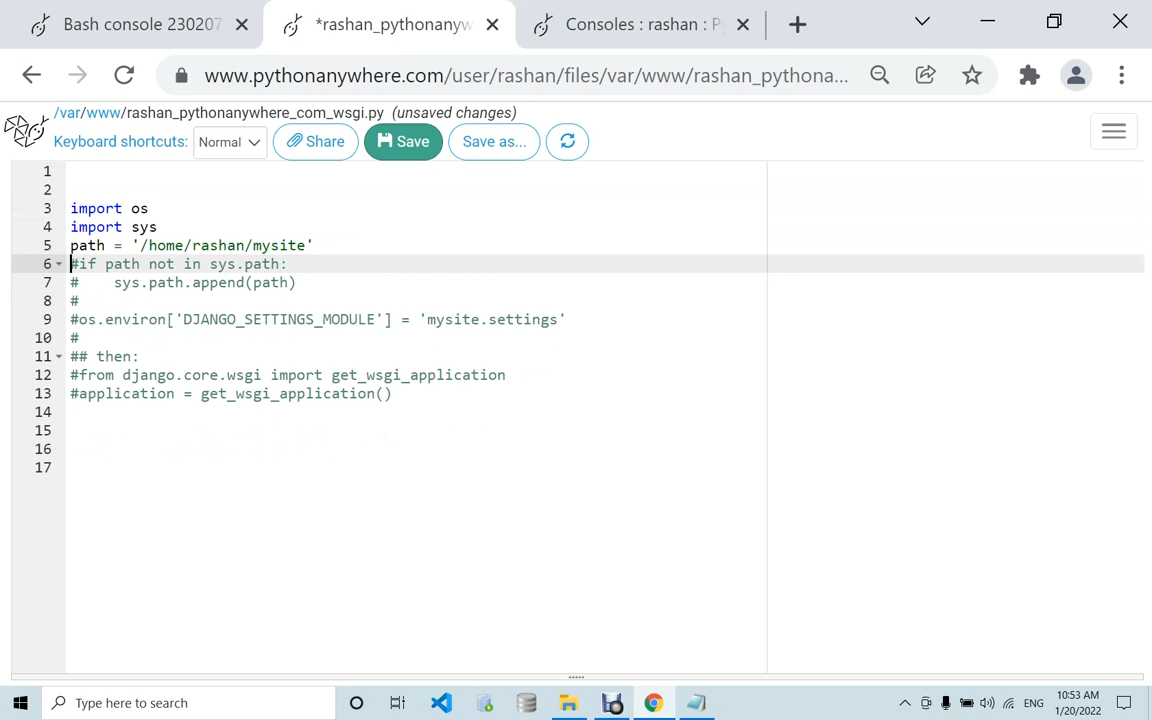 Bash console 230207
*rashan_pythonanyw
Consoles : rashan : P
www.pythonanywhere.com/user/rashan/files/var/www/rashan_pythona...
/var/www/rashan_pythonanywhere_com_wsgi.py (unsaved changes)
Keyboard shortcuts: Normal Share Save Save as...
1
2
3 import os
4 import sys
5 path = '/home/rashan/mysite'
6 #if path not in sys.path:
7 #    sys.path.append(path)
8 #
9 #os.environ['DJANGO_SETTINGS_MODULE'] = 'mysite.settings'
10 #
11 ## then:
12 #from django.core.wsgi import get_wsgi_application
13 #application = get_wsgi_application()
14
15
16
17
Type here to search
ENG
10:53 AM
1/20/2022